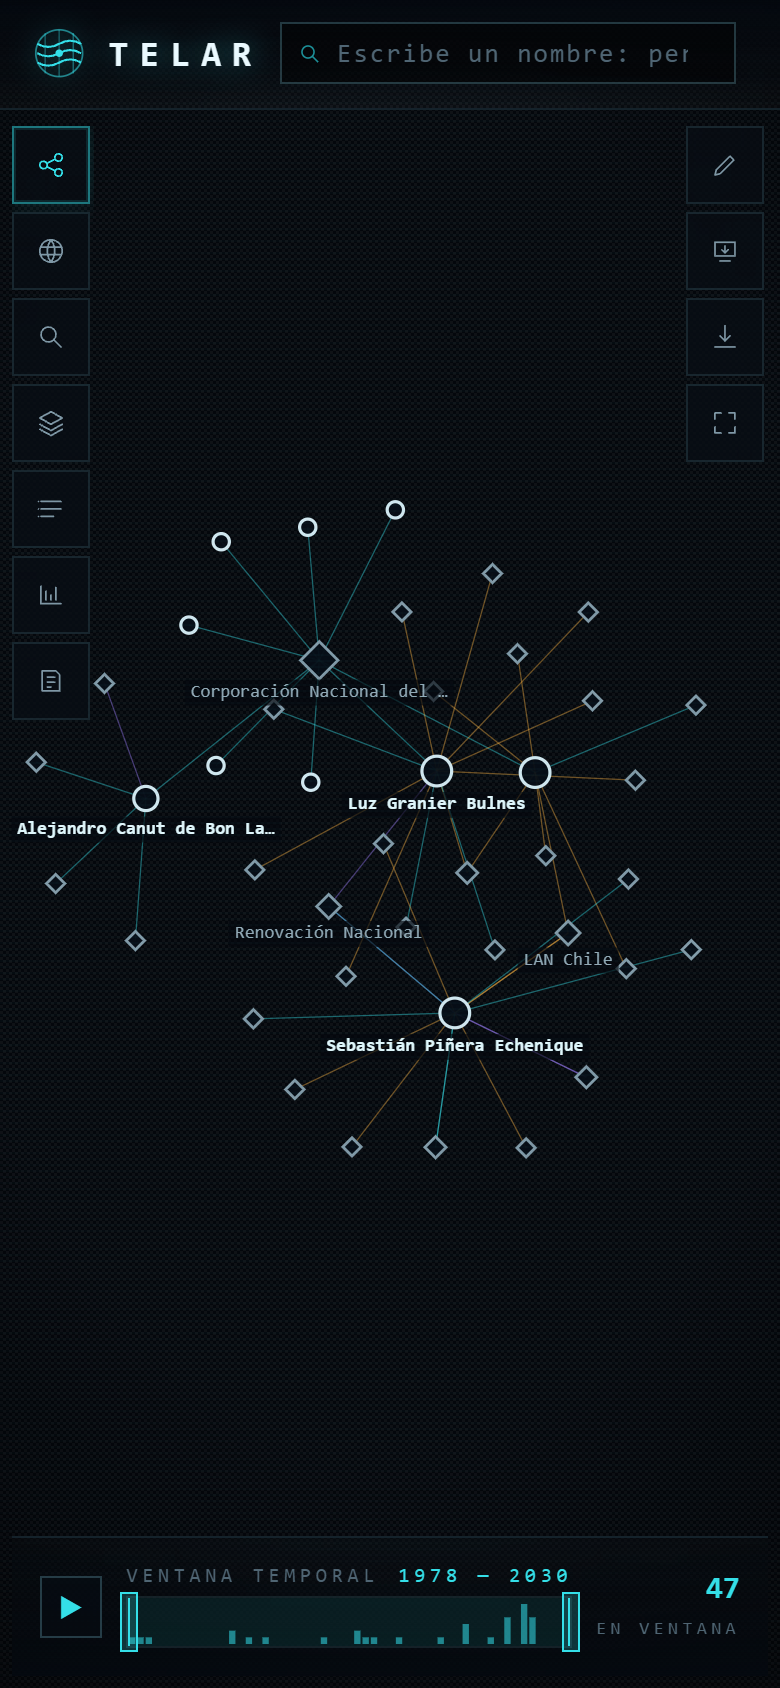 TELAR
Escribe un nombre: per
Corporación Nacional del …
Luz Granier Bulnes
Alejandro Canut de Bon La…
Renovación Nacional
LAN Chile
Sebastián Piñera Echenique
VENTANA TEMPORAL 1978 — 2030
47
EN VENTANA